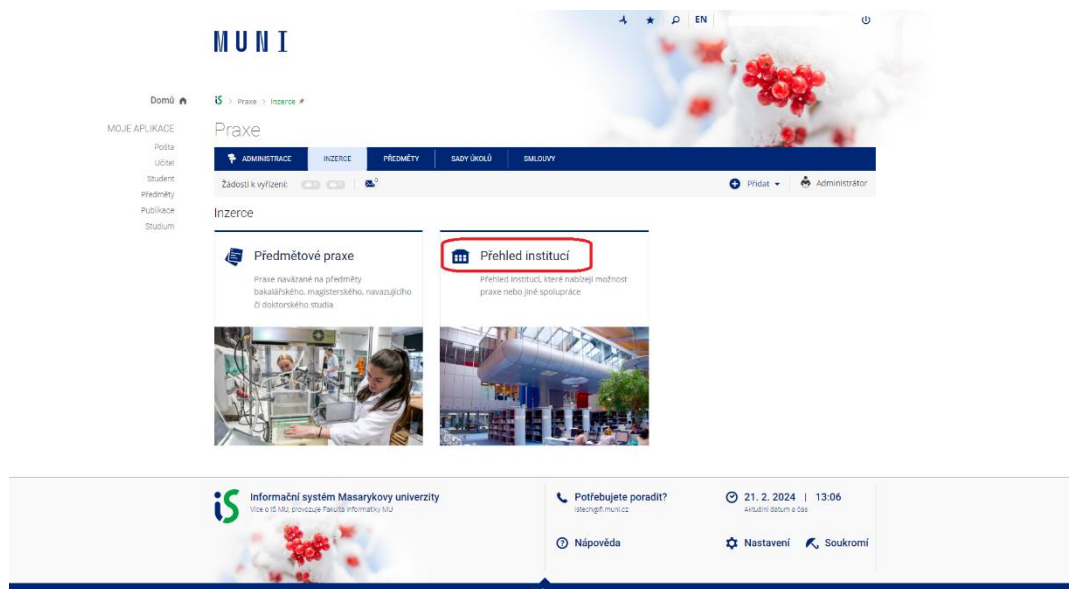 MUNI
EN
Domů
iS > Praxe > Inzerce
MOJE APLIKACE
Pošta
Učitel
Student
Předměty
Publikace
Studium
Praxe
ADMINISTRACE INZERCE PŘEDMĚTY SADY ÚKOLŮ SMLOUVY
Žádosti k vyřízení: 0 Přidat Administrátor
Inzerce
Předmětové praxe
Praxe navázané na předměty
bakalářského, magisterského, navazujícího
či doktorského studia
Přehled institucí
Přehled institucí, které nabízejí možnost
praxe nebo jiné spolupráce
iS
Informační systém Masarykovy univerzity
Více o IS MU, provozuje Fakulta informatiky MU
Potřebujete poradit?
istech@fi.muni.cz
21. 2. 2024 | 13:06
Aktuální datum a čas
Nápověda
Nastavení
Soukromí